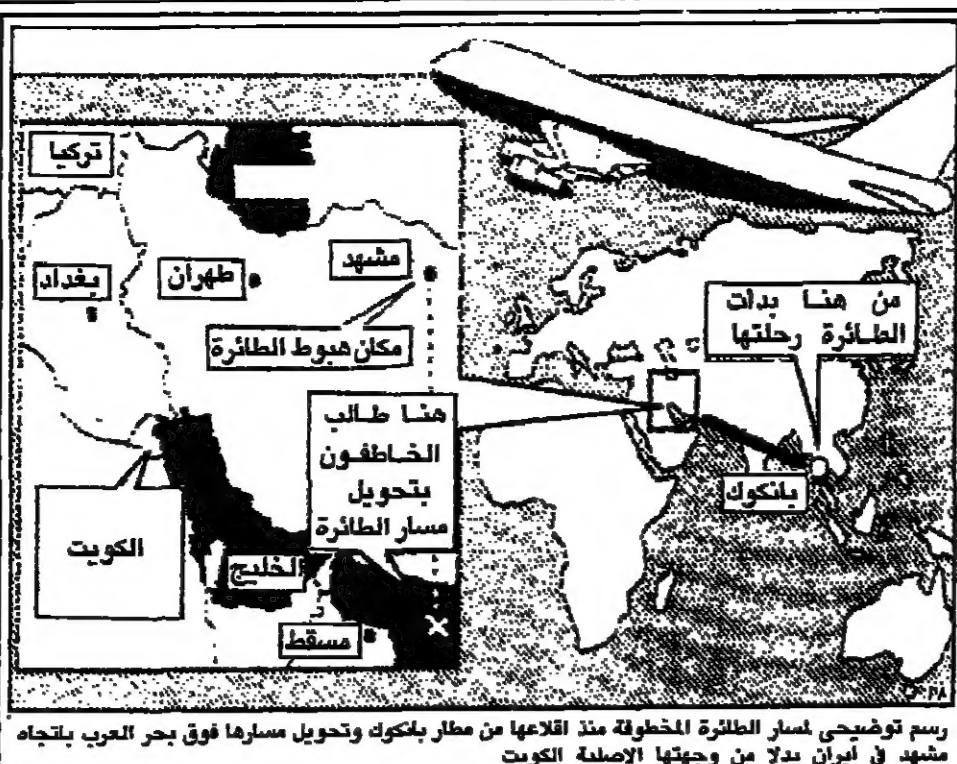 تركيا
بغداد
طهران
مشهد
مكان هبوط الطائرة
هنا طالب
الخاطفون
بتحويل
مسار الطائرة
الكويت
الخليج
مسقط
من هنا بدأت
الطائرة رحلتها
بانكوك
رسم توضيحي لمسار الطائرة المخطوفة منذ اقلاعها من مطار بانكوك وتحويل مسارها فوق بحر العرب باتجاه
مشهد في ايران بدلا من وجهتها الاصلية الكويت